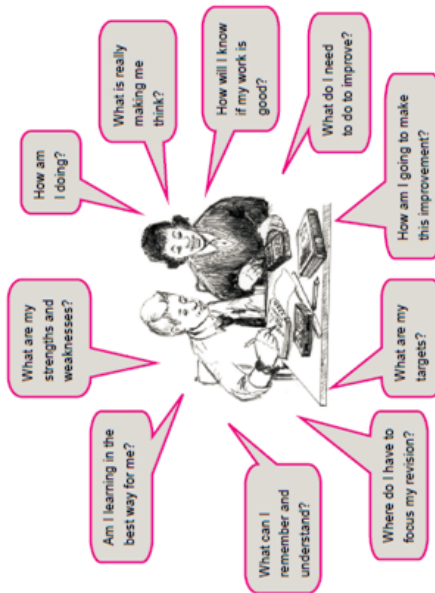 Am I learning in the
best way for me?
What are my
strengths and
weaknesses?
How am
I doing?
What is really
making me
think?
How will I know
if my work is
good?
What do I need
to do to improve?
How am I going to make
this improvement?
What are my
targets?
Where do I have to
focus my revision?
What can I
remember and
understand?